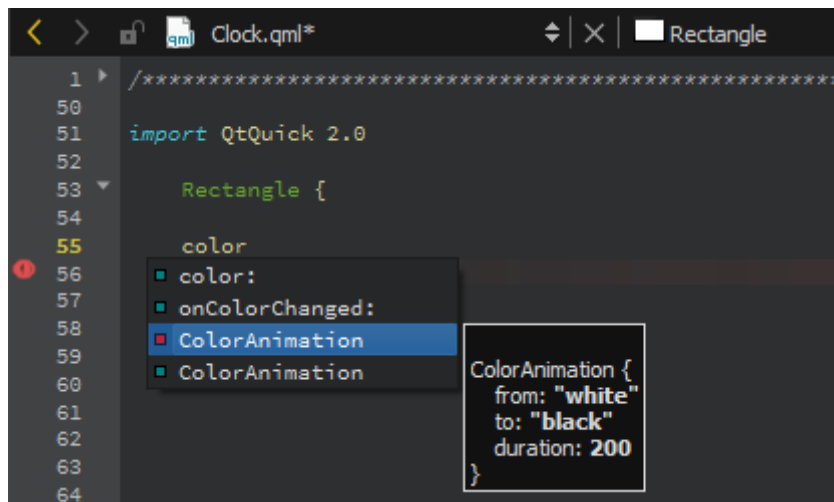 qml Clock.qml* Rectangle
1 /*****************************************************
50
51 import QtQuick 2.0
52
53 Rectangle {
54
55 color
56 color:
57 onColorChanged:
58 ColorAnimation
59 ColorAnimation
60
61
62
63
64
ColorAnimation {
from: "white"
to: "black"
duration: 200
}